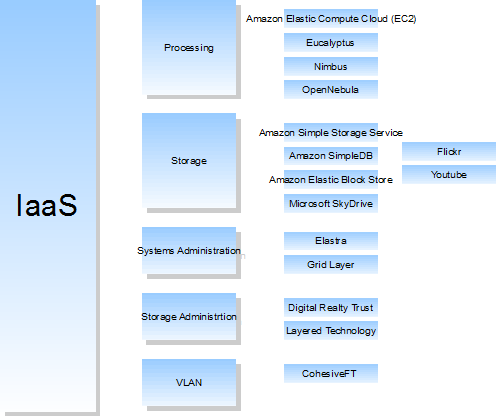 IaaS
Processing
Amazon Elastic Compute Cloud (EC2)
Eucalyptus
Nimbus
OpenNebula
Storage
Amazon Simple Storage Service
Amazon SimpleDB
Amazon Elastic Block Store
Microsoft SkyDrive
Flickr
Youtube
Systems Administration
Elastra
Grid Layer
Storage Administrtion
Digital Realty Trust
Layered Technology
VLAN
CohesiveFT